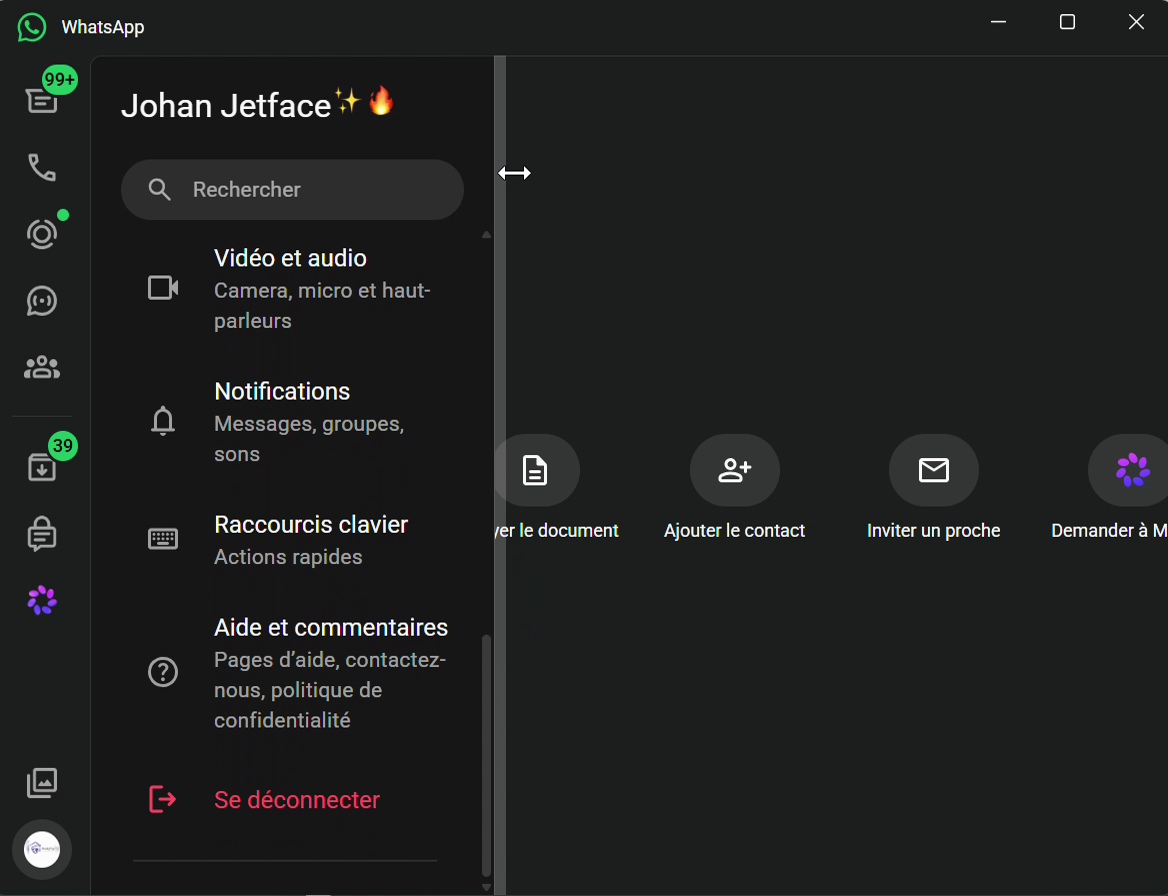 WhatsApp
99+
Johan Jetface✨🔥
Rechercher
Vidéo et audio
Camera, micro et haut-
parleurs
Notifications
Messages, groupes,
sons
39
Raccourcis clavier
Actions rapides
Aide et commentaires
Pages d’aide, contactez-
nous, politique de
confidentialité
Se déconnecter
yer le document
Ajouter le contact
Inviter un proche
Demander à M